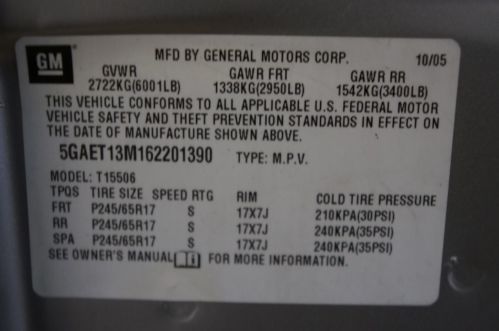 GM
MFD BY GENERAL MOTORS CORP. 10/05
GVWR GAWR FRT GAWR RR
2722KG(6001LB) 1338KG(2950LB) 1542KG(3400LB)
THIS VEHICLE CONFORMS TO ALL APPLICABLE U.S. FEDERAL MOTOR
VEHICLE SAFETY AND THEFT PREVENTION STANDARDS IN EFFECT ON
THE DATE OF MANUFACTURE SHOWN ABOVE.
5GAET13M162201390 TYPE: M.P.V.
MODEL: T15506
TPQS TIRE SIZE SPEED RTG RIM COLD TIRE PRESSURE
FRT P245/65R17 S 17X7J 210KPA(30PSI)
RR P245/65R17 S 17X7J 240KPA(35PSI)
SPA P245/65R17 S 17X7J 240KPA(35PSI)
SEE OWNER'S MANUAL i FOR MORE INFORMATION.